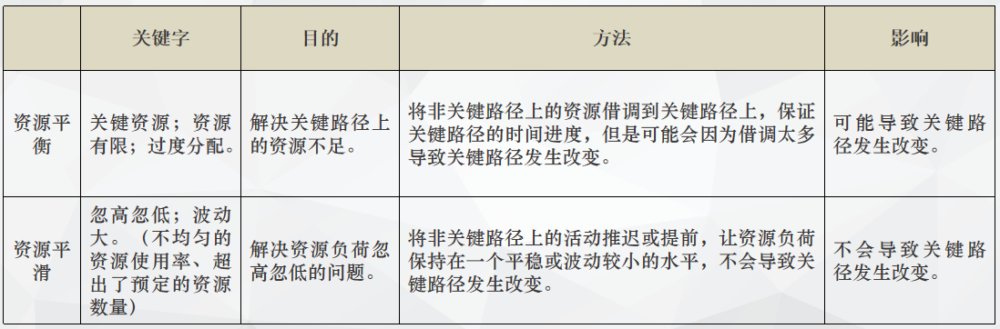 关键字
目的
方法
影响
资源平
衡
关键资源；资源
有限；过度分配。
解决关键路径上
的资源不足。
将非关键路径上的资源借调到关键路径上，保证
关键路径的时间进度，但是可能会因为借调太多
导致关键路径发生改变。
可能导致关键路
径发生改变。
资源平
滑
忽高忽低；波动
大。（不均匀的
资源使用率、超
出了预定的资源
数量）
解决资源负荷忽
高忽低的问题。
将非关键路径上的活动推迟或提前，让资源负荷
保持在一个平稳或波动较小的水平，不会导致关
键路径发生改变。
不会导致关键路
径发生改变。